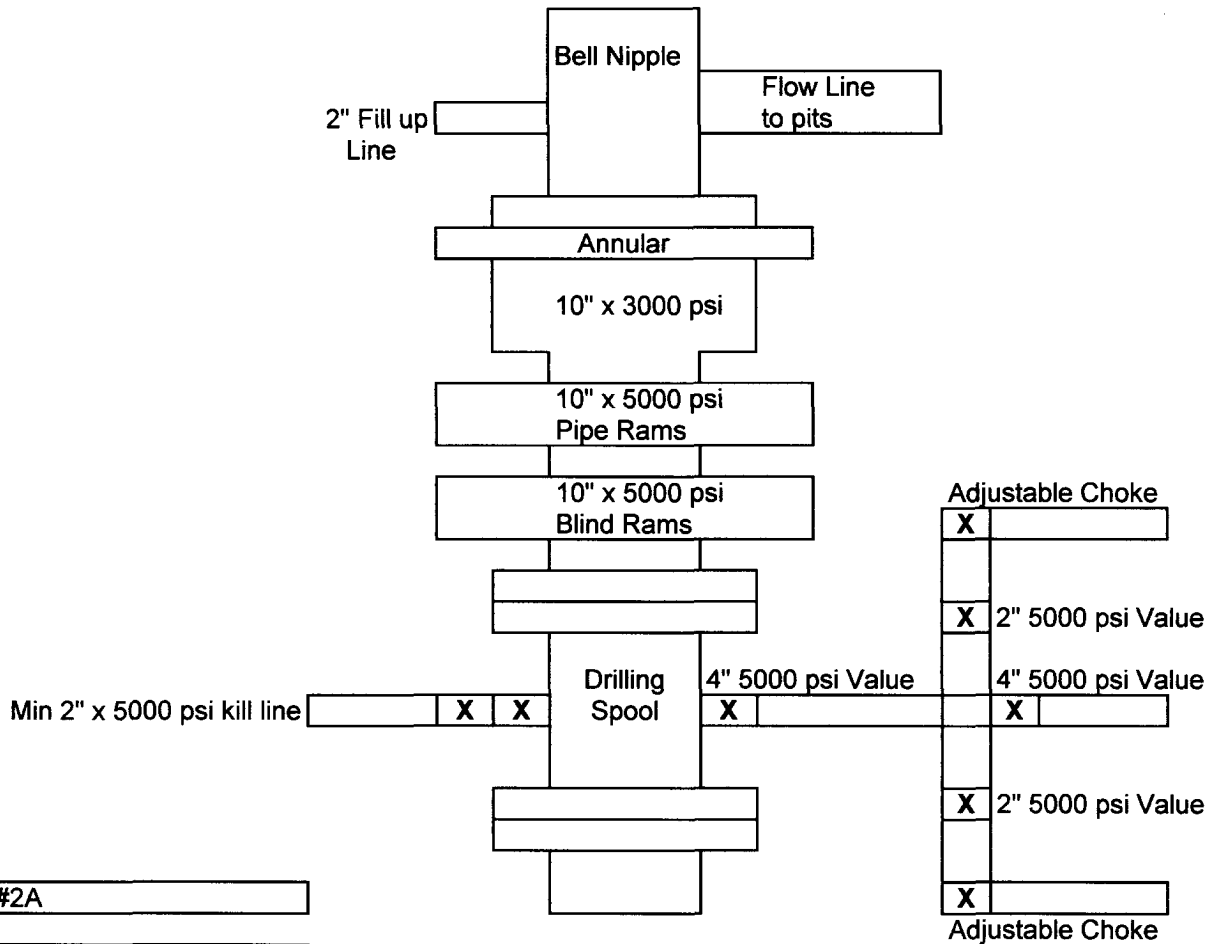 Bell Nipple
Flow Line
to pits
2" Fill up
Line
Annular
10" x 3000 psi
10" x 5000 psi
Pipe Rams
10" x 5000 psi
Blind Rams
Adjustable Choke
X
X 2" 5000 psi Value
Drilling
Spool
4" 5000 psi Value
4" 5000 psi Value
Min 2" x 5000 psi kill line
X X
X
X
X 2" 5000 psi Value
#2A
X
Adjustable Choke